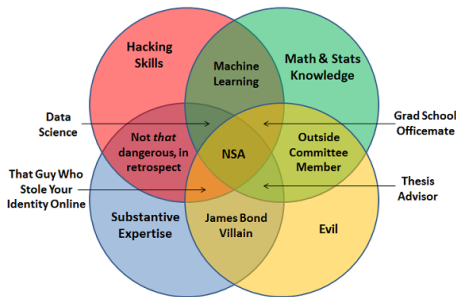 Hacking
Skills
Machine
Learning
Math & Stats
Knowledge
Data
Science
Grad School
Officemate
Not that
dangerous, in
retrospect
NSA
Outside
Committee
Member
That Guy Who
Stole Your
Identity Online
Thesis
Advisor
Substantive
Expertise
James Bond
Villain
Evil